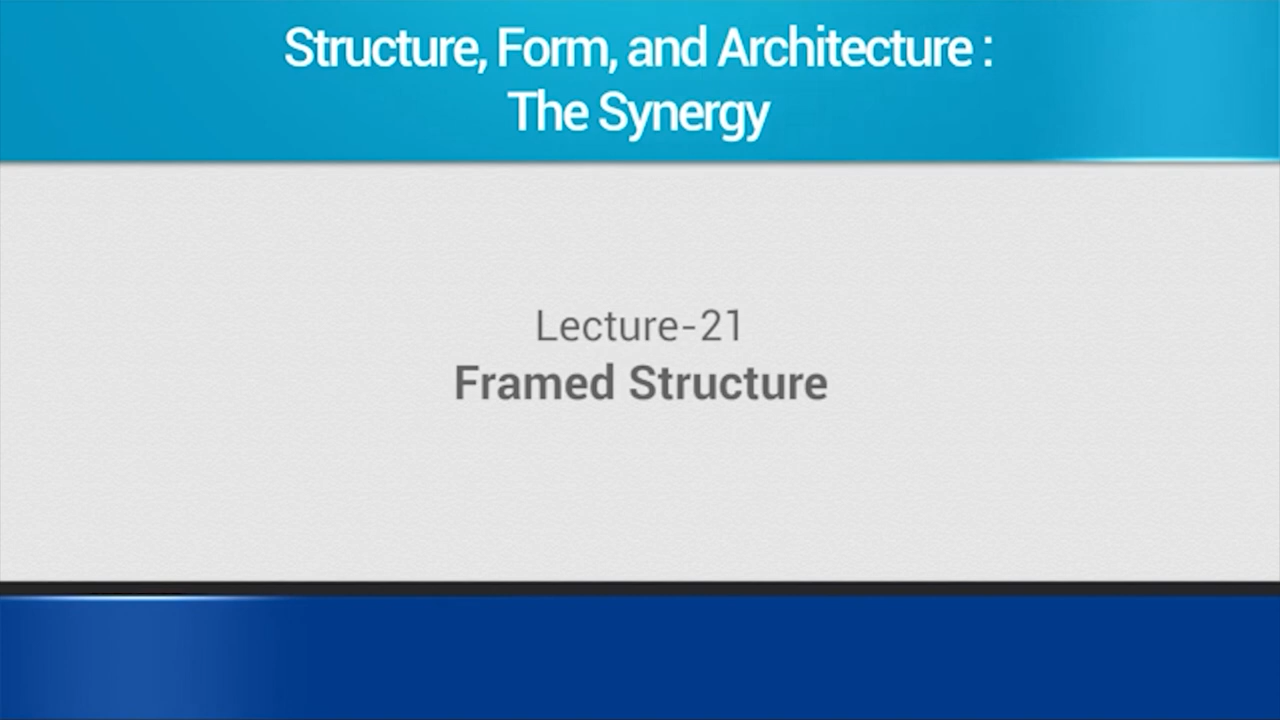 Structure, Form, and Architecture :
The Synergy
Lecture-21
Framed Structure